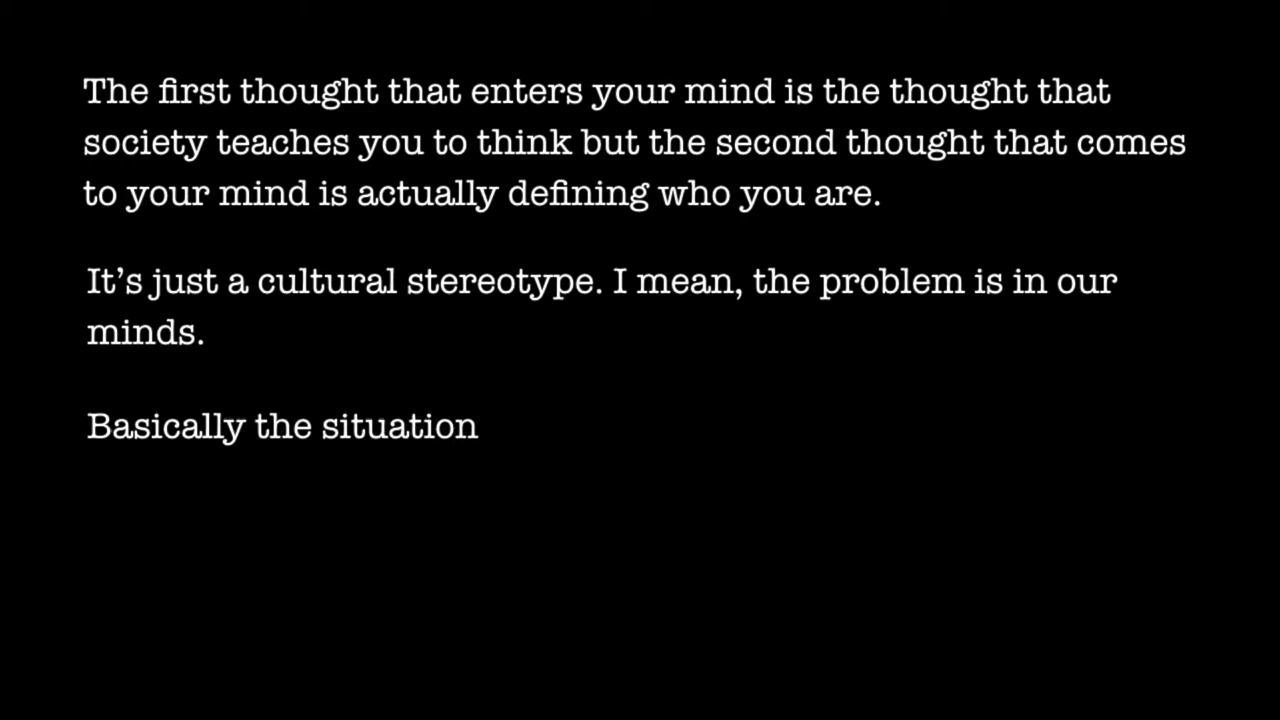 The first thought that enters your mind is the thought that
society teaches you to think but the second thought that comes
to your mind is actually defining who you are.
It’s just a cultural stereotype. I mean, the problem is in our
minds.
Basically the situation